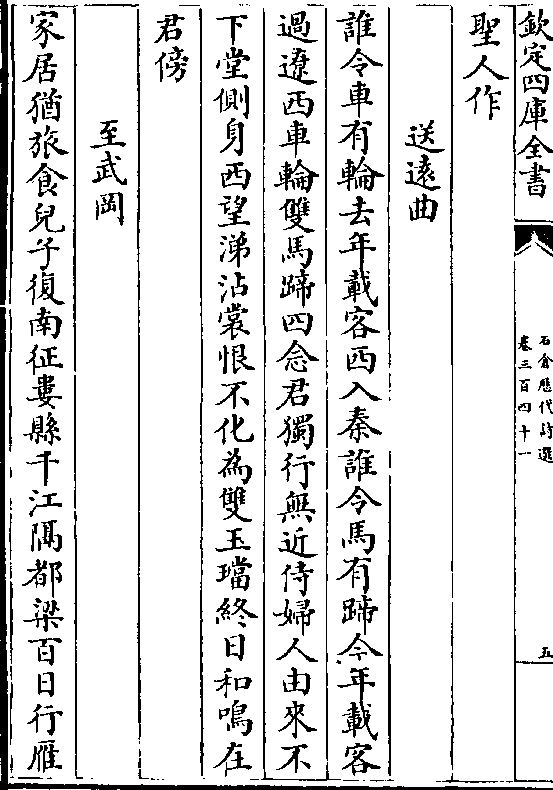 欽定四庫全書
石倉歷代詩選
卷三百四十一
五
聖人作
送遠曲
誰令車有輪去年載客西入秦誰令馬有蹄今年載客
過遼西車輪雙馬蹄四念君獨行無近侍婦人由來不
下堂側身西望涕沾裳恨不化為雙玉璫終日和鳴在
君傍
至武岡
家居猶旅食兒子復南征婁縣千江隔都梁百日行雁